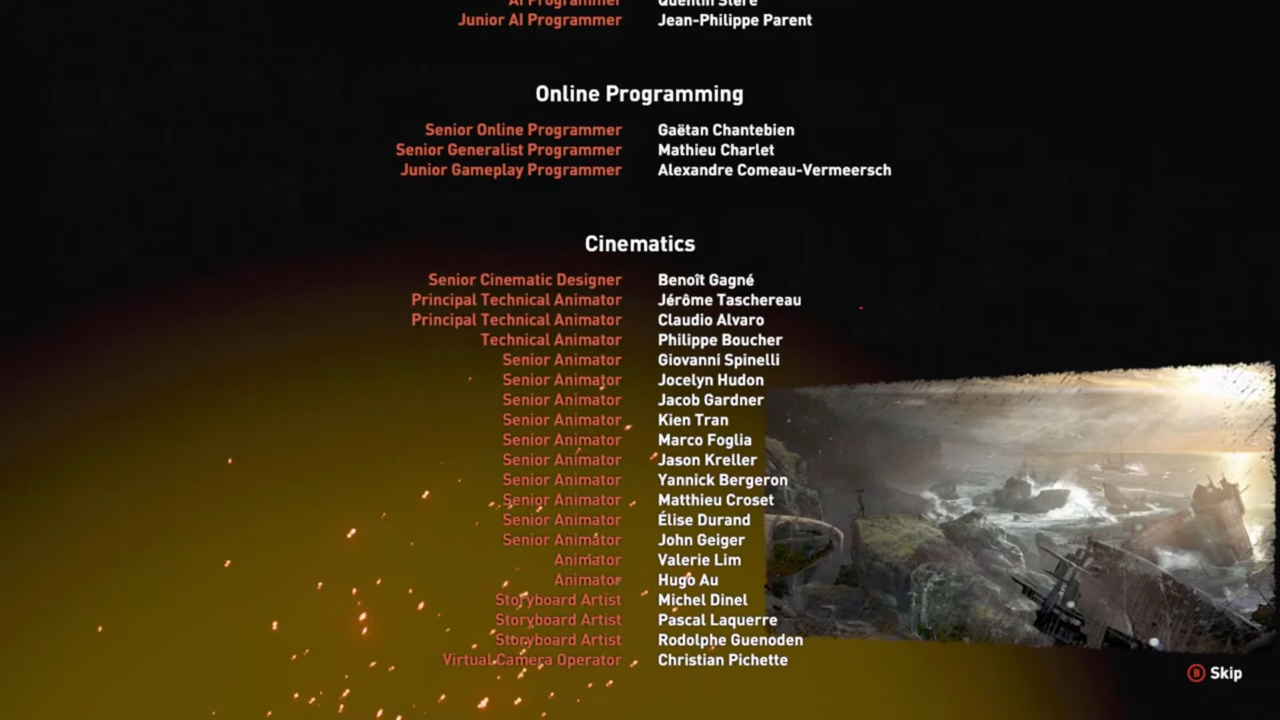 AI Programmer Quentin Stère
Junior AI Programmer Jean-Philippe Parent
Online Programming
Senior Online Programmer Gaëtan Chantebien
Senior Generalist Programmer Mathieu Charlet
Junior Gameplay Programmer Alexandre Comeau-Vermeersch
Cinematics
Senior Cinematic Designer Benoît Gagné
Principal Technical Animator Jérôme Taschereau
Principal Technical Animator Claudio Alvaro
Technical Animator Philippe Boucher
Senior Animator Giovanni Spinelli
Senior Animator Jocelyn Hudon
Senior Animator Jacob Gardner
Senior Animator Kien Tran
Senior Animator Marco Foglia
Senior Animator Jason Kreller
Senior Animator Yannick Bergeron
Senior Animator Matthieu Croset
Senior Animator Élise Durand
Senior Animator John Geiger
Animator Valerie Lim
Animator Hugo Au
Storyboard Artist Michel Dinel
Storyboard Artist Pascal Laquerre
Storyboard Artist Rodolphe Guenoden
Virtual Camera Operator Christian Pichette
B Skip